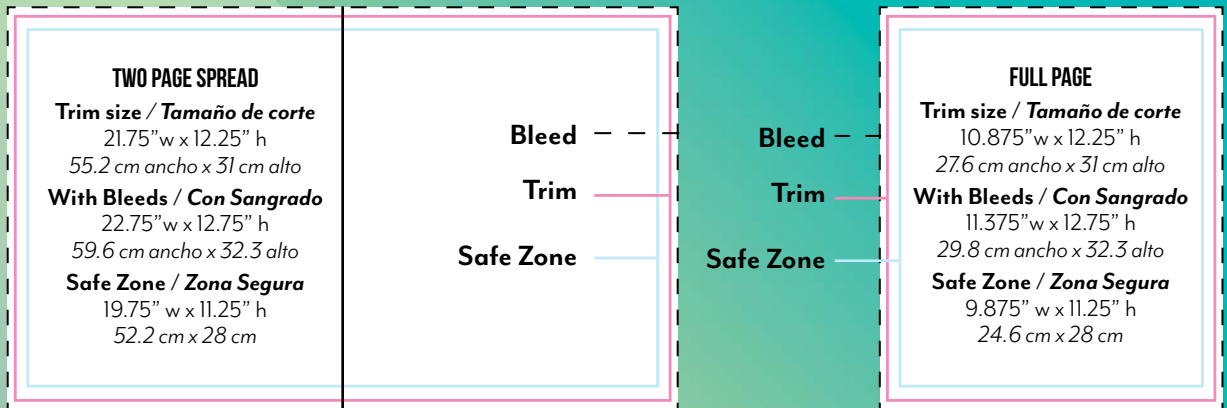 TWO PAGE SPREAD
Trim size / Tamaño de corte
21.75”w x 12.25” h
55.2 cm ancho x 31 cm alto
With Bleeds / Con Sangrado
22.75”w x 12.75” h
59.6 cm ancho x 32.3 alto
Safe Zone / Zona Segura
19.75” w x 11.25” h
52.2 cm x 28 cm
Bleed
Trim
Safe Zone
Bleed
Trim
Safe Zone
FULL PAGE
Trim size / Tamaño de corte
10.875”w x 12.25” h
27.6 cm ancho x 31 cm alto
With Bleeds / Con Sangrado
11.375”w x 12.75” h
29.8 cm ancho x 32.3 alto
Safe Zone / Zona Segura
9.875” w x 11.25” h
24.6 cm x 28 cm